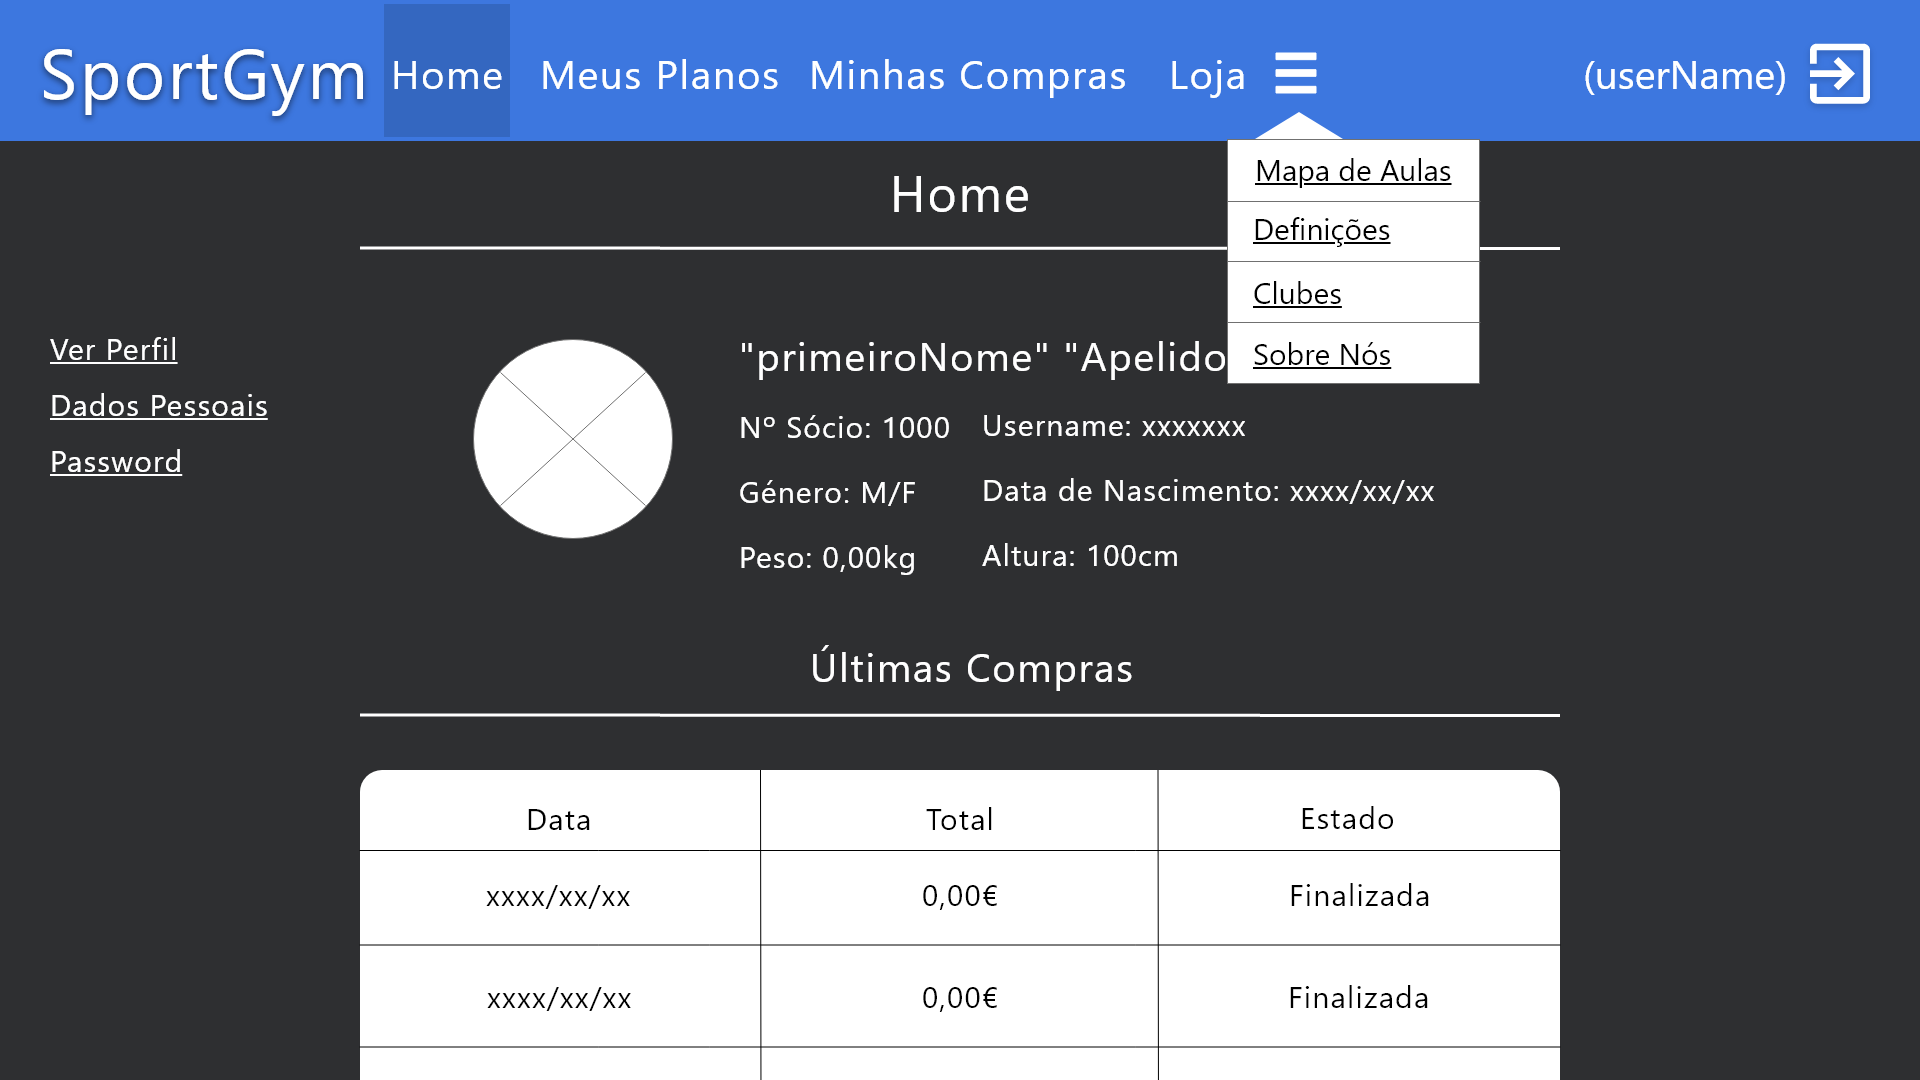 SportGym Home Meus Planos Minhas Compras Loja (userName)
Mapa de Aulas
Definições
Clubes
Sobre Nós
Home
Ver Perfil
Dados Pessoais
Password
"primeiroNome" "Apelido
Nº Sócio: 1000 Username: xxxxxxx
Género: M/F Data de Nascimento: xxxx/xx/xx
Peso: 0,00kg Altura: 100cm
Últimas Compras
Data Total Estado
xxxx/xx/xx 0,00€ Finalizada
xxxx/xx/xx 0,00€ Finalizada